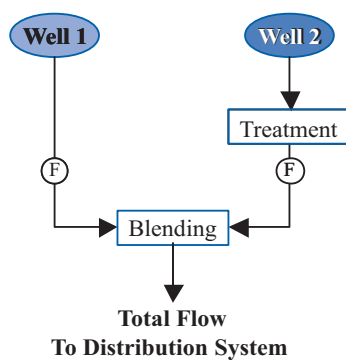 Well 1
Well 2
Treatment
F
F
Blending
Total Flow
To Distribution System